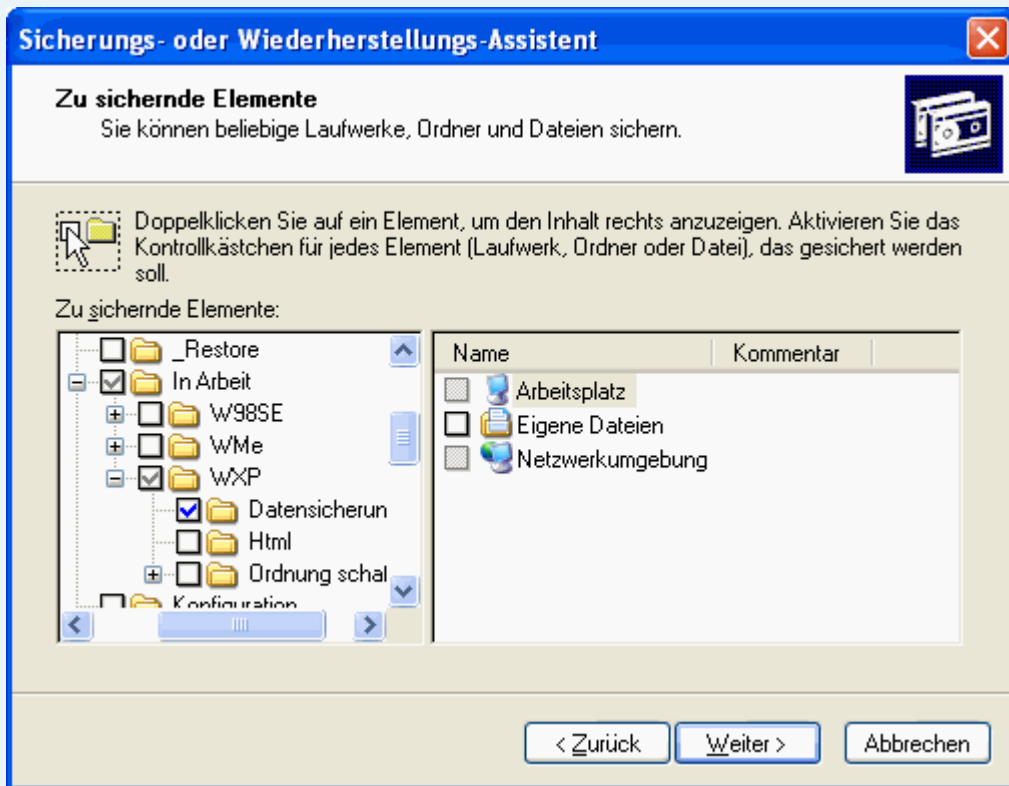 Sicherungs- oder Wiederherstellungs-Assistent
Zu sichernde Elemente
Sie können beliebige Laufwerke, Ordner und Dateien sichern.
Doppelklicken Sie auf ein Element, um den Inhalt rechts anzuzeigen. Aktivieren Sie das
Kontrollkästchen für jedes Element (Laufwerk, Ordner oder Datei), das gesichert werden
soll.
Zu sichernde Elemente:
_Restore
In Arbeit
W98SE
WMe
WXP
Datensicherun
Html
Ordnung schaf
Konfiguration
Name Kommentar
Arbeitsplatz
Eigene Dateien
Netzwerkumgebung
< Zurück Weiter > Abbrechen